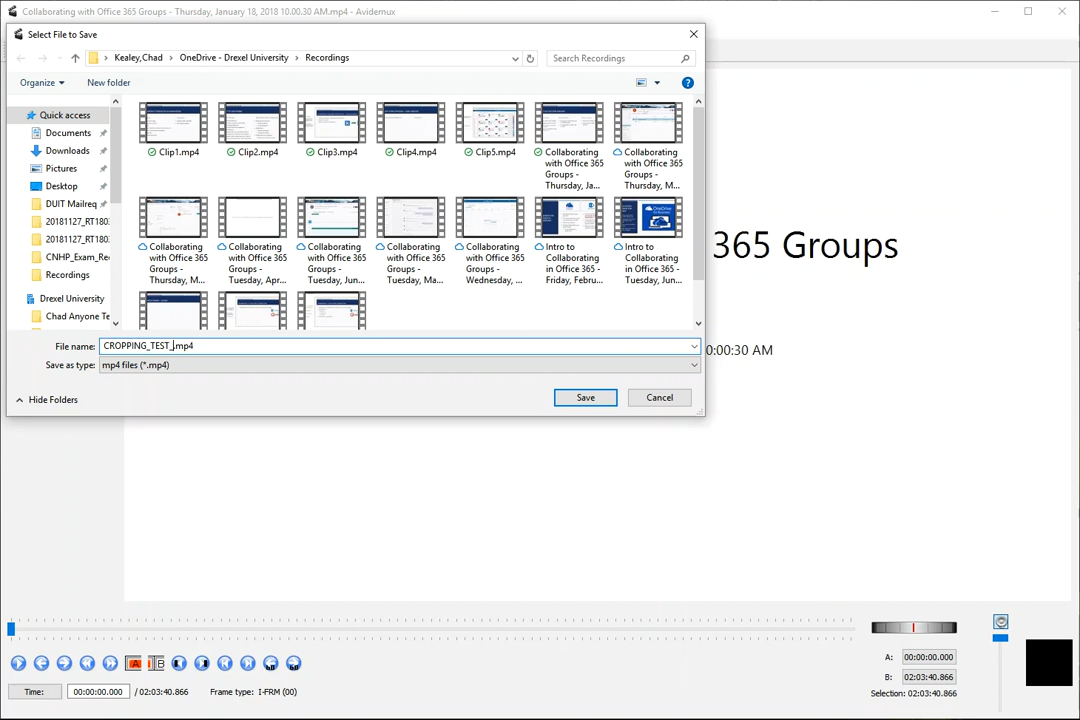 Collaborating with Office 365 Groups - Thursday, January 18, 2018 10.00.30 AM.mp4 - Avidemux
Select File to Save
Kealey,Chad > OneDrive - Drexel University > Recordings
Search Recordings
Organize
New folder
?
Quick access
Documents
Downloads
Pictures
Desktop
DUIT Mailreq
20181127_RT180
20181127_RT180
CNHP_Exam_Re
Recordings
Drexel University
Chad Anyone Te
Clip1.mp4
Clip2.mp4
Clip3.mp4
Clip4.mp4
Clip5.mp4
Collaborating
with Office 365
Groups -
Thursday, Ja...
Collaborating
with Office 365
Groups -
Thursday, M...
Collaborating
with Office 365
Groups -
Thursday, M...
Collaborating
with Office 365
Groups -
Tuesday, Apr...
Collaborating
with Office 365
Groups -
Tuesday, Jun...
Collaborating
with Office 365
Groups -
Tuesday, Ma...
Collaborating
with Office 365
Groups -
Wednesday, ...
Intro to
Collaborating
in Office 365 -
Friday, Febru...
Intro to
Collaborating
in Office 365 -
Tuesday, Jun...
File name: CROPPING_TEST_.mp4
Save as type: mp4 files (*.mp4)
Hide Folders
Save
Cancel
365 Groups
0:00:30 AM
A
B
60
60
Time:
00:00:00.000
/ 02:03:40.866
Frame type: I-FRM (00)
A: 00:00:00.000
B: 02:03:40.866
Selection: 02:03:40.866